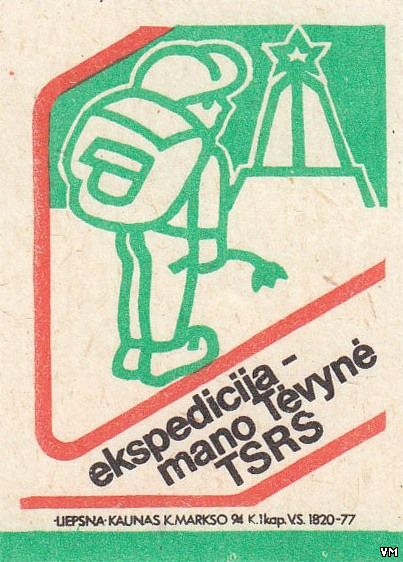 ekspedicija -
mano Tėvynė
TSRS
·LIEPSNA· KAUNAS K.MARKSO 94 K.1kap.V.S. 1820-77
VM